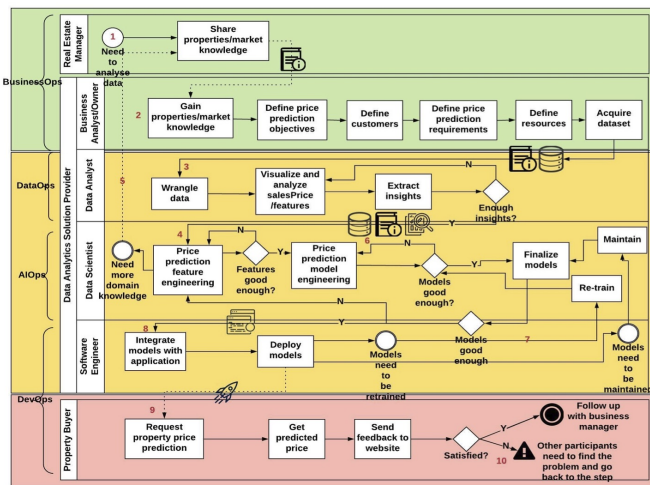 BusinessOps
DataOps
AIOps
DevOps
Data Analytics Solution Provider
Real Estate
Manager
1
Need
to
analyse
data
Share
properties/market
knowledge
Business
Analyst/Owner
2
Gain
properties/market
knowledge
Define price
prediction
objectives
Define
customers
Define price
prediction
requirements
Define
resources
Acquire
dataset
Data Analyst
3
Wrangle
data
Visualize and
analyze
salesPrice
/features
Extract
insights
N
Enough
insights?
Y
5
Data Scientist
Need
more
domain
knowledge
4
Price
prediction
feature
engineering
N
Features
good
enough?
Y
Price
prediction
model
engineering
6
N
Models
good
enough?
Y
Finalize
models
Maintain
Re-train
N
Y
Software
Engineer
8
Integrate
models with
application
Deploy
models
Models
need
to
be
retrained
Models
good
enough
7
Models
need
to
be
maintained
Property Buyer
9
Request
property price
prediction
Get
predicted
price
Send
feedback to
website
Satisfied?
Y
N
10
Follow up
with business
manager
Other participants
need to find the
problem and go
back to the step